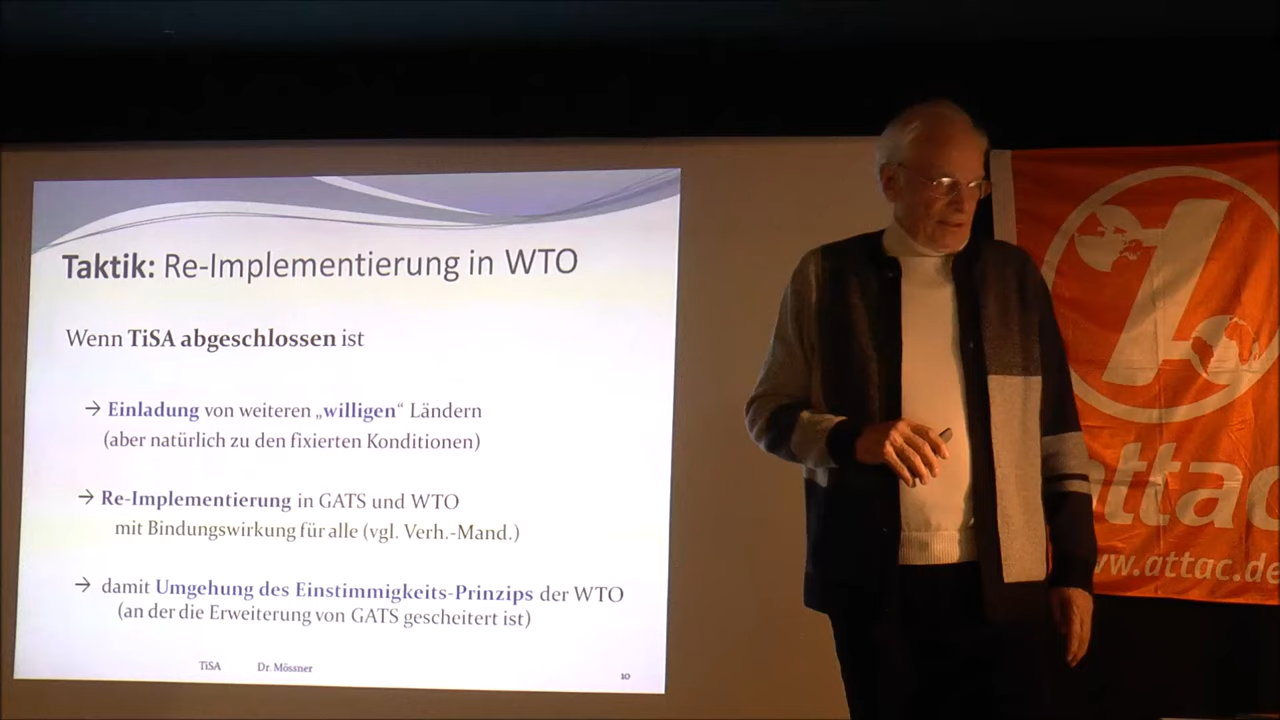 Taktik: Re-Implementierung in WTO
Wenn TiSA abgeschlossen ist
→ Einladung von weiteren „willigen“ Ländern
(aber natürlich zu den fixierten Konditionen)
→ Re-Implementierung in GATS und WTO
mit Bindungswirkung für alle (vgl. Verh.-Mand.)
→ damit Umgehung des Einstimmigkeits-Prinzips der WTO
(an der die Erweiterung von GATS gescheitert ist)
TiSA Dr. Mössner
10
attac
www.attac.de